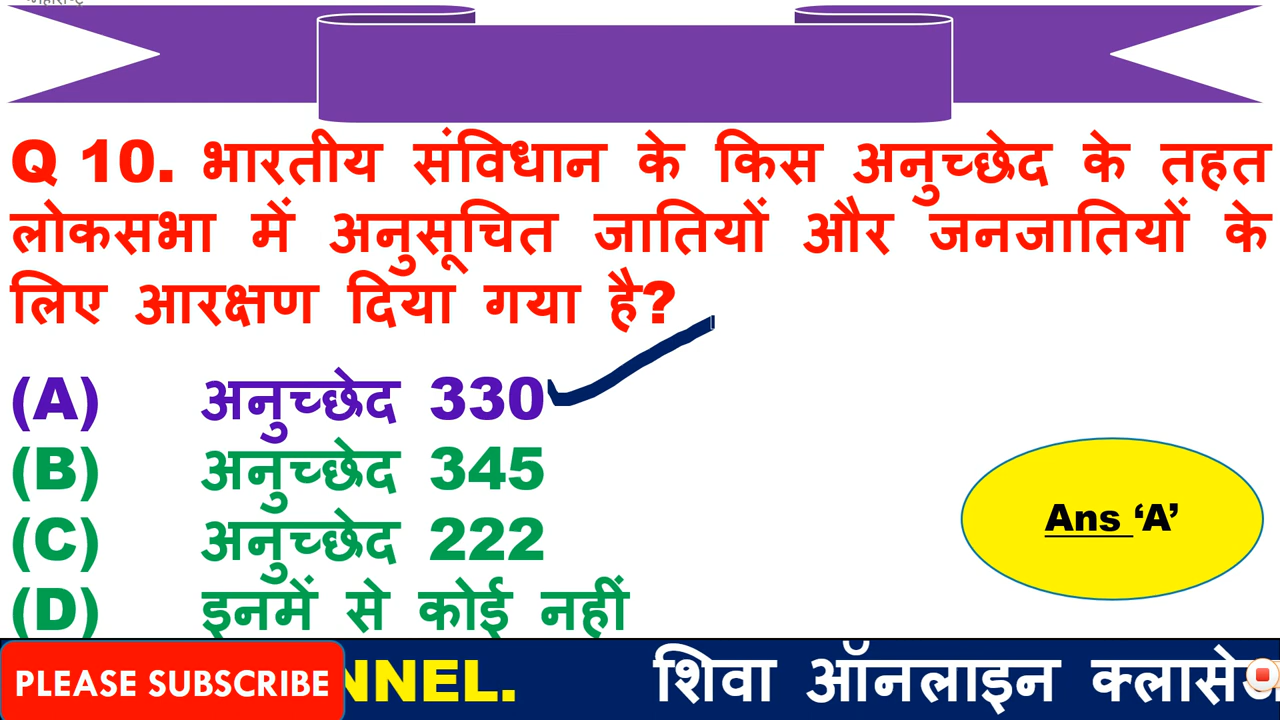 Q 10. भारतीय संविधान के किस अनुच्छेद के तहत
लोकसभा में अनुसूचित जातियों और जनजातियों के
लिए आरक्षण दिया गया है?
(A) अनुच्छेद 330
(B) अनुच्छेद 345
(C) अनुच्छेद 222
(D) इनमें से कोई नहीं
Ans ‘A’
PLEASE SUBSCRIBE
NNEL. शिवा ऑनलाइन